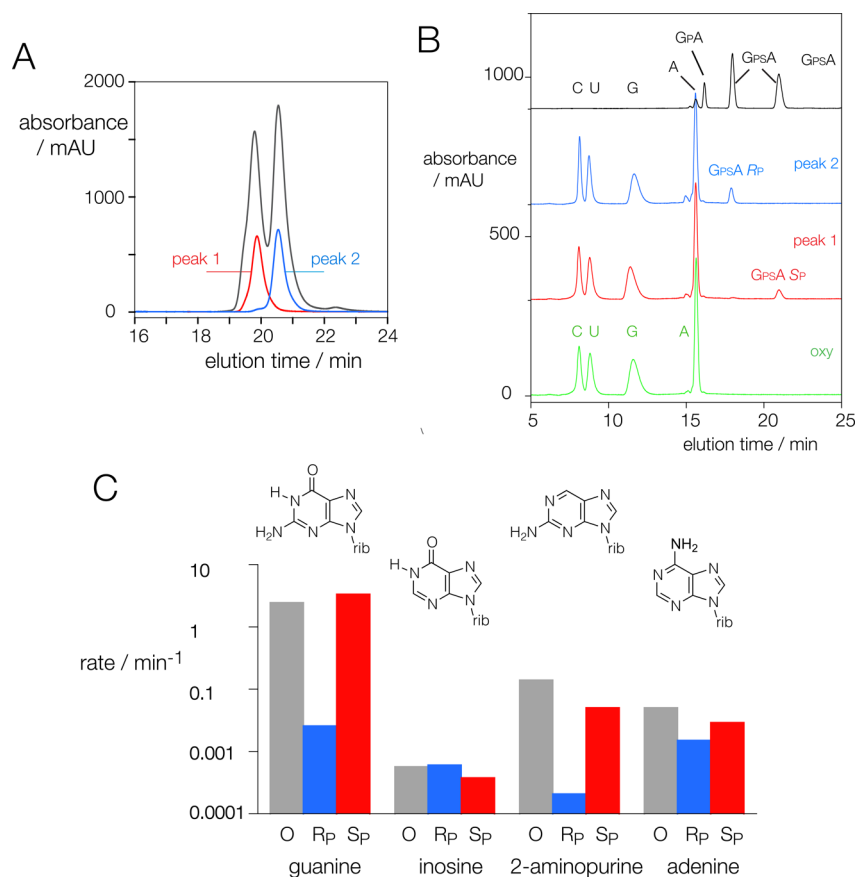 A
2000
absorbance
/ mAU
1000
peak 1
peak 2
0
16
18
20
22
24
elution time / min
B
GPA
A
GPSA
GPSA
C U G
1000
absorbance
/ mAU
GPSA RP
peak 2
500
peak 1
GPSA SP
C U G A
oxy
0
5
10
15
20
25
elution time / min
C
O
H
N
N
H2N
N
N
rib
O
H
N
N
N
N
rib
N
N
H2N
N
N
rib
NH2
N
N
N
N
rib
10
1
rate / min-1
0.1
0.001
0.0001
O RP SP
O RP SP
O RP SP
O RP SP
guanine
inosine
2-aminopurine
adenine